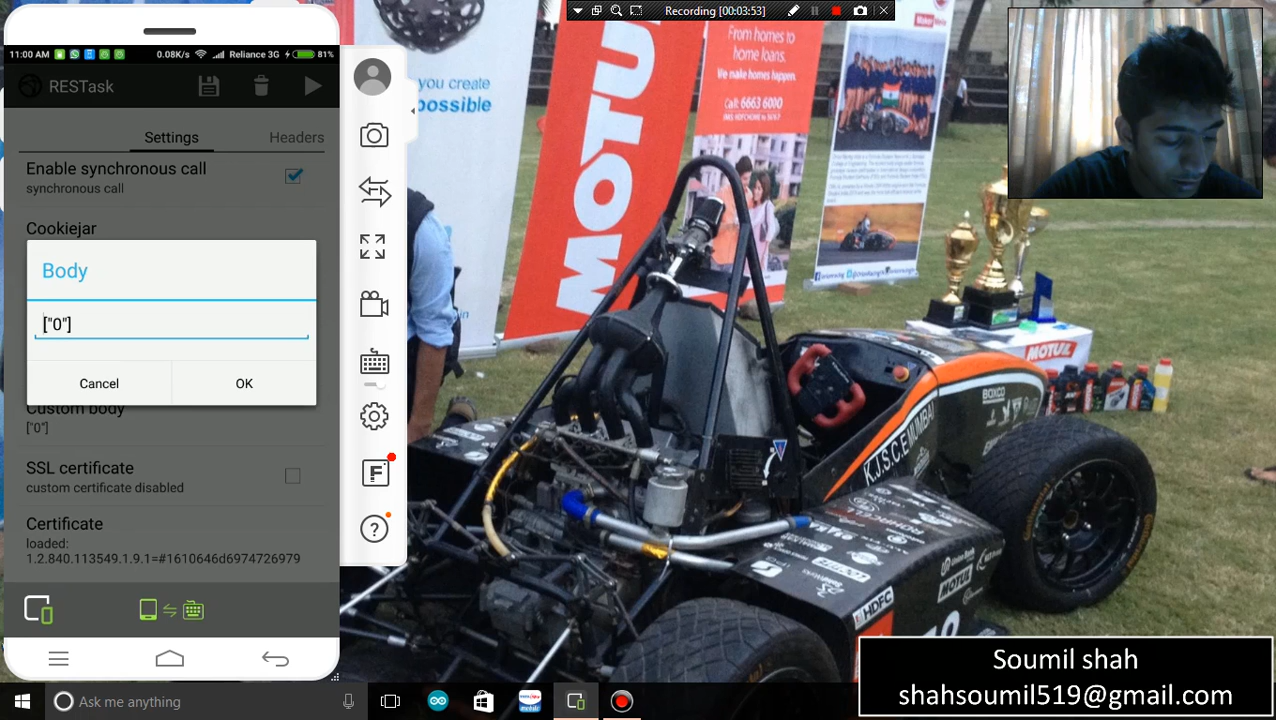 Recording [00:03:53]
11:00 AM
0.08K/s
Reliance 3G
81%
RESTask
Settings
Headers
Enable synchronous call
synchronous call
Cookiejar
Body
["0"]
Cancel
OK
Custom body
["0"]
SSL certificate
custom certificate disabled
Certificate
loaded:
1.2.840.113549.1.9.1=#1610646d6974726979
you create
possible
MOTUL
From homes to
home loans.
We make homes happen.
Call: 6663 6000
MOTUL
BOXCO
K.J.S.C.E MUMBAI
HDFC
MOTUL
Ask me anything
Soumil shah
shahsoumil519@gmail.com